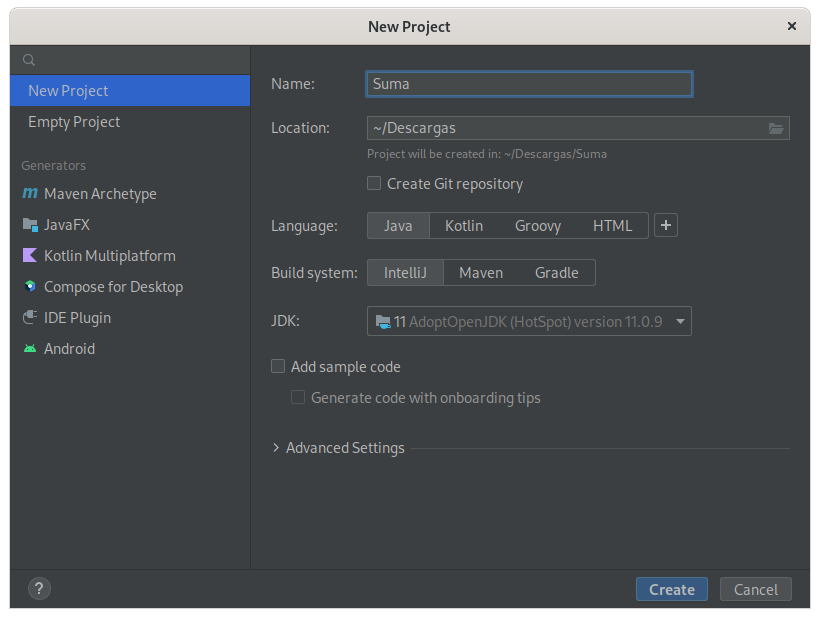 New Project
New Project
Empty Project
Generators
Maven Archetype
JavaFX
Kotlin Multiplatform
Compose for Desktop
IDE Plugin
Android
Name: Suma
Location: ~/Descargas
Project will be created in: ~/Descargas/Suma
Create Git repository
Language: Java Kotlin Groovy HTML +
Build system: IntelliJ Maven Gradle
JDK: 11 AdoptOpenJDK (HotSpot) version 11.0.9
Add sample code
Generate code with onboarding tips
Advanced Settings
? Create Cancel